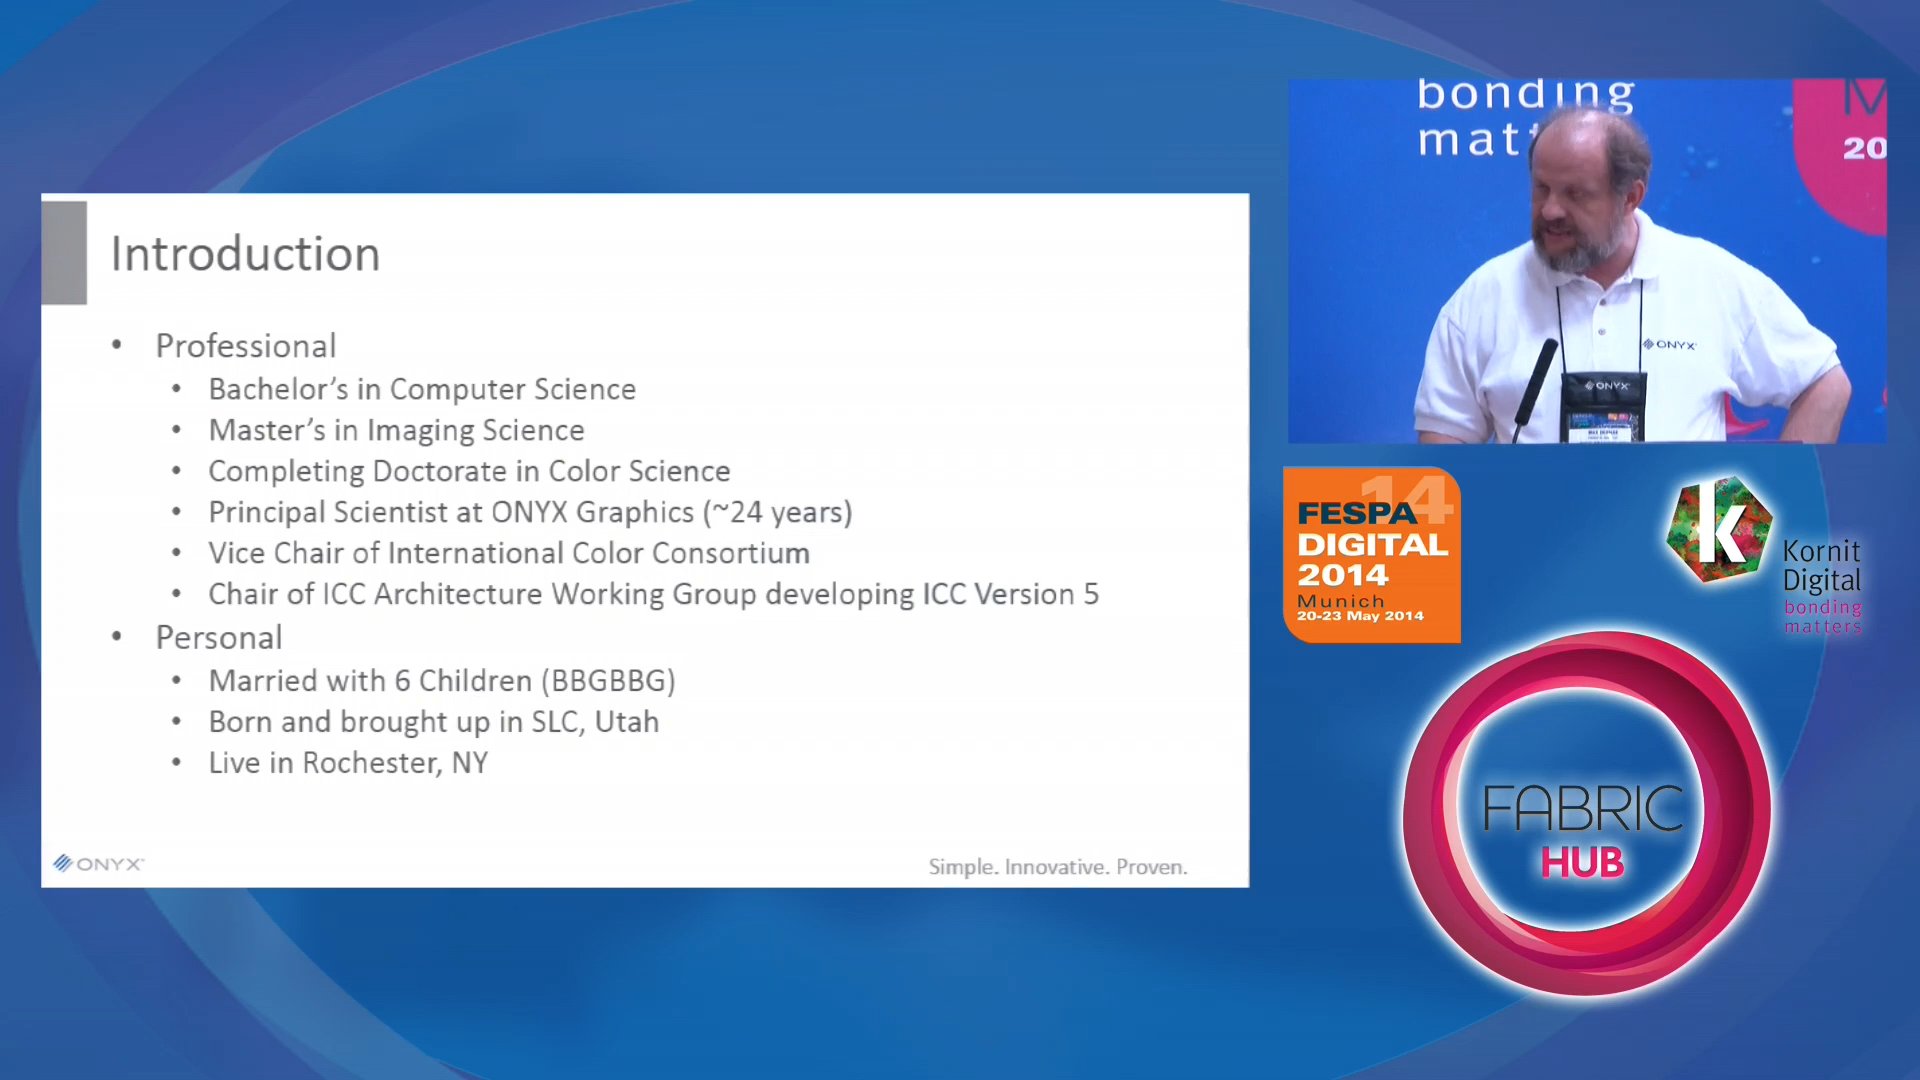 Introduction
• Professional
• Bachelor's in Computer Science
• Master's in Imaging Science
• Completing Doctorate in Color Science
• Principal Scientist at ONYX Graphics (~24 years)
• Vice Chair of International Color Consortium
• Chair of ICC Architecture Working Group developing ICC Version 5
• Personal
• Married with 6 Children (BBGBBG)
• Born and brought up in SLC, Utah
• Live in Rochester, NY
ONYX
Simple. Innovative. Proven.
bonding
matt
M
20
ONYX
ONYX
14
FESPA
DIGITAL
2014
Munich
20-23 May 2014
k
Kornit
Digital
bonding
matters
FABRIC
HUB